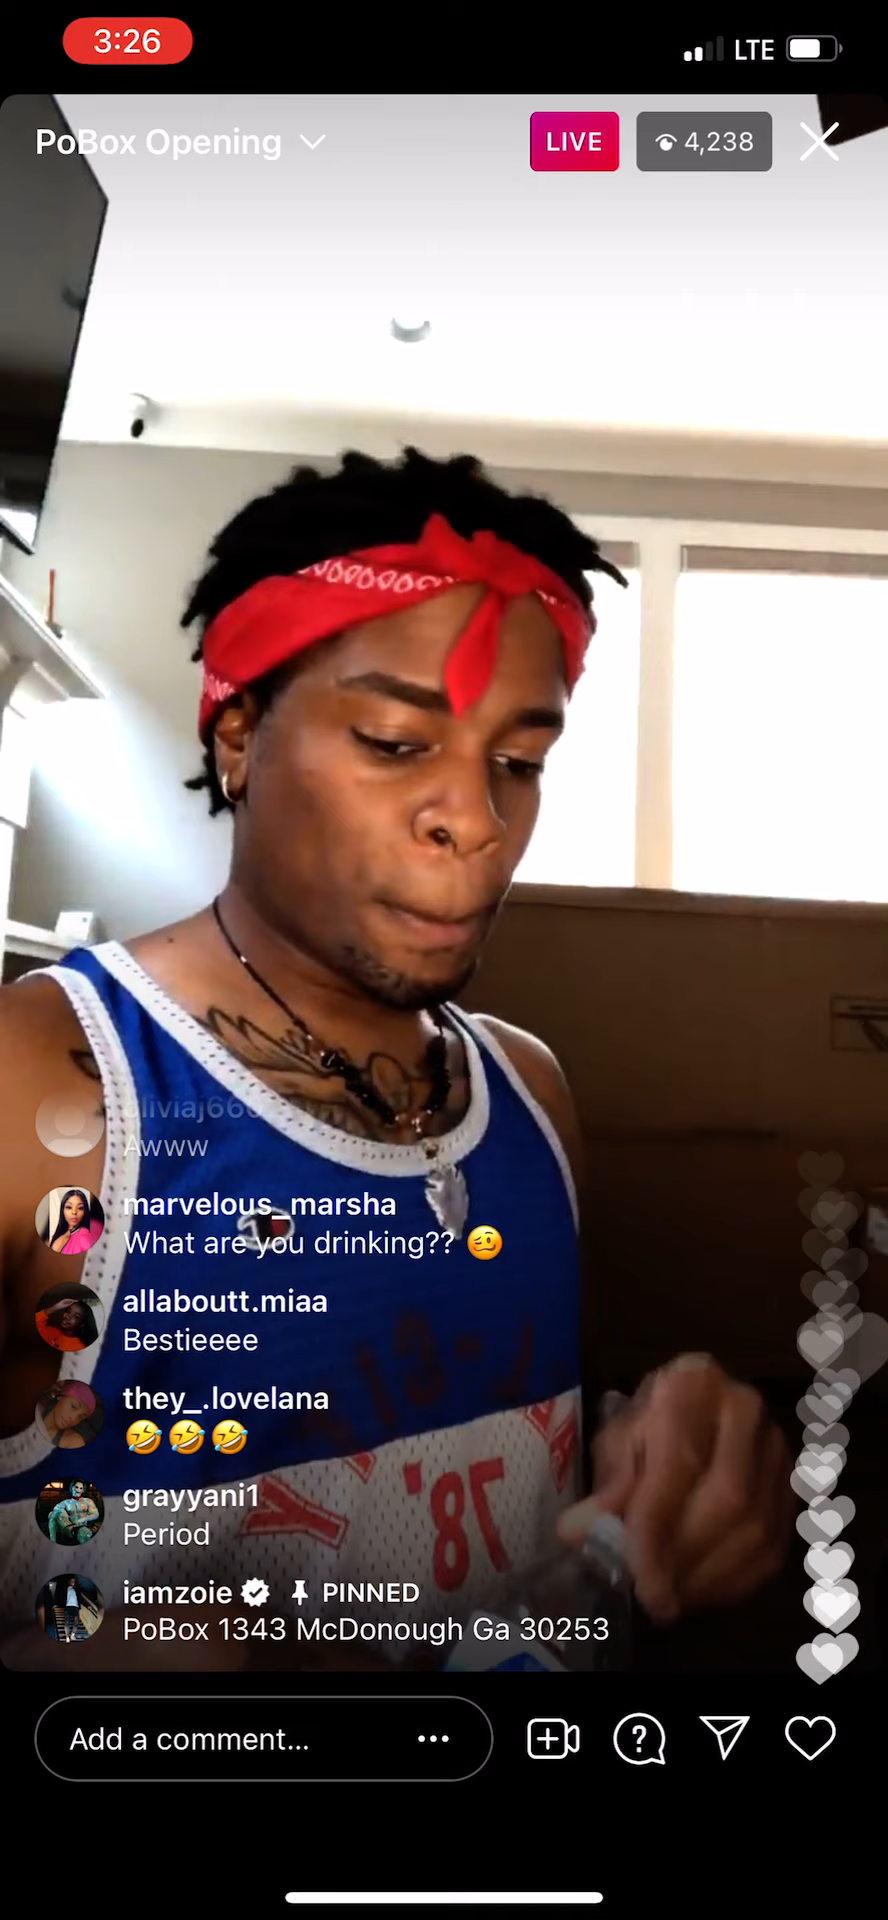 3:26
LTE
PoBox Opening
LIVE
4,238
Awww
marvelous_marsha
What are you drinking?? 🥴
allaboutt.miaa
Bestieeee
they_.lovelana
🤣🤣🤣
grayyani1
Period
iamzoie PINNED
PoBox 1343 McDonough Ga 30253
Add a comment...